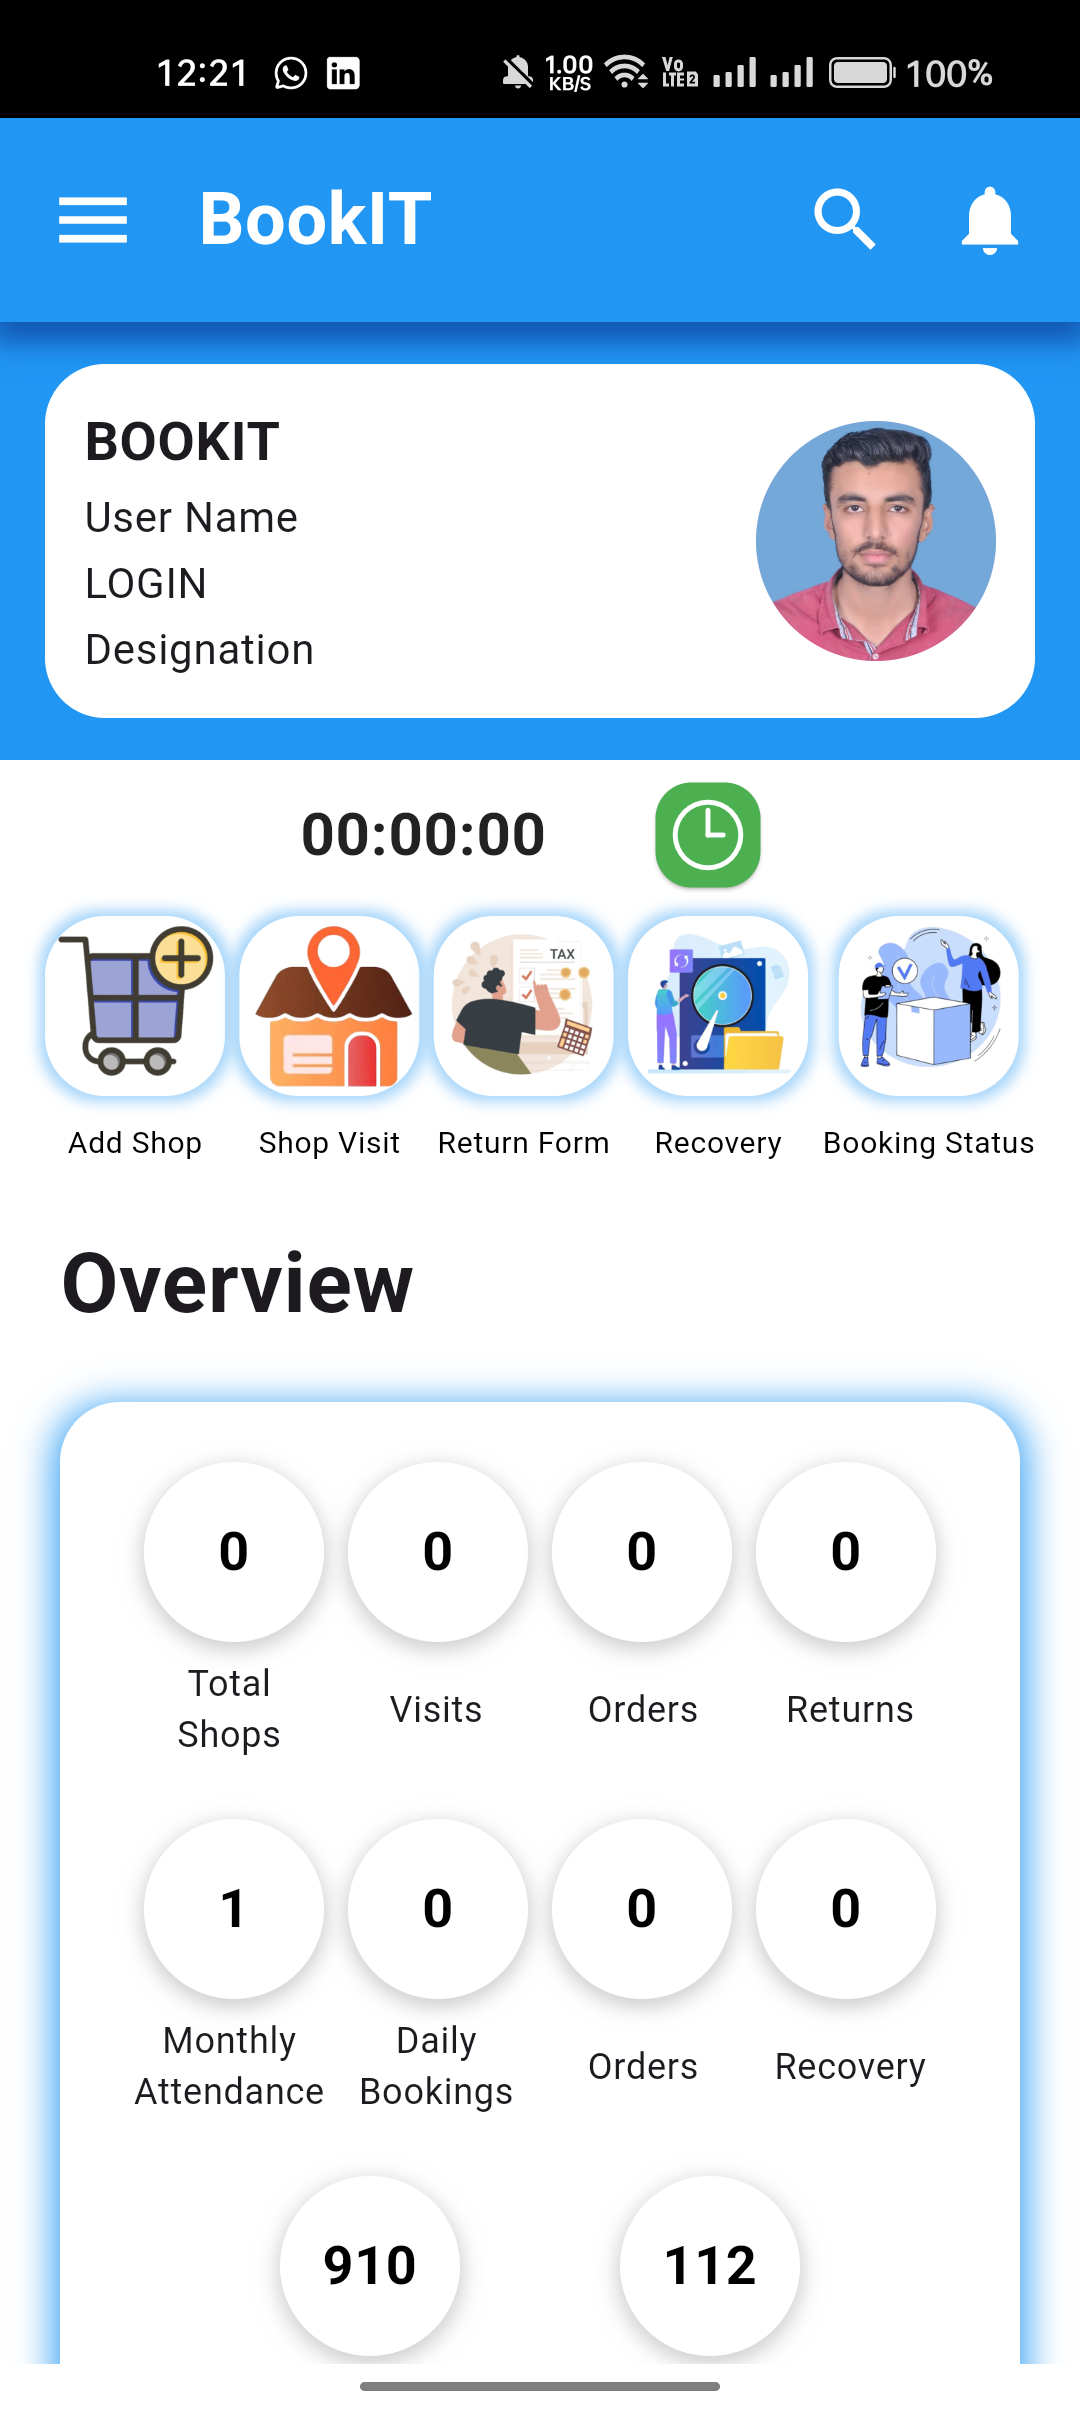 12:21 in 1.00 KB/S Vo LTE2 100%
BookIT
BOOKIT
User Name
LOGIN
Designation
00:00:00
TAX
Add Shop Shop Visit Return Form Recovery Booking Status
Overview
0 0 0 0
Total Shops Visits Orders Returns
1 0 0 0
Monthly Attendance Daily Bookings Orders Recovery
910 112